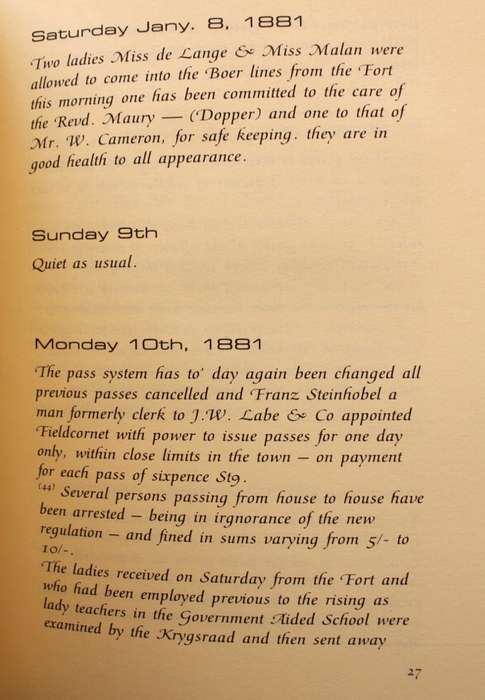 Saturday Jany. 8, 1881
Two ladies Miss de Lange & Miss Malan were
allowed to come into the Boer lines from the Fort
this morning one has been committed to the care of
the Revd. Maury — (Dopper) and one to that of
Mr. W. Cameron, for safe keeping. they are in
good health to all appearance.
Sunday 9th
Quiet as usual.
Monday 10th, 1881
The pass system has to' day again been changed all
previous passes cancelled and Franz Steinhobel a
man formerly clerk to J.W. Labe & Co appointed
Fieldcornet with power to issue passes for one day
only, within close limits in the town – on payment
for each pass of sixpence Stg.
(44) Several persons passing from house to house have
been arrested – being in irgnorance of the new
regulation – and fined in sums varying from 5/- to
10/-.
The ladies received on Saturday from the Fort and
who had been employed previous to the rising as
lady teachers in the Government Aided School were
examined by the Krygsraad and then sent away
27